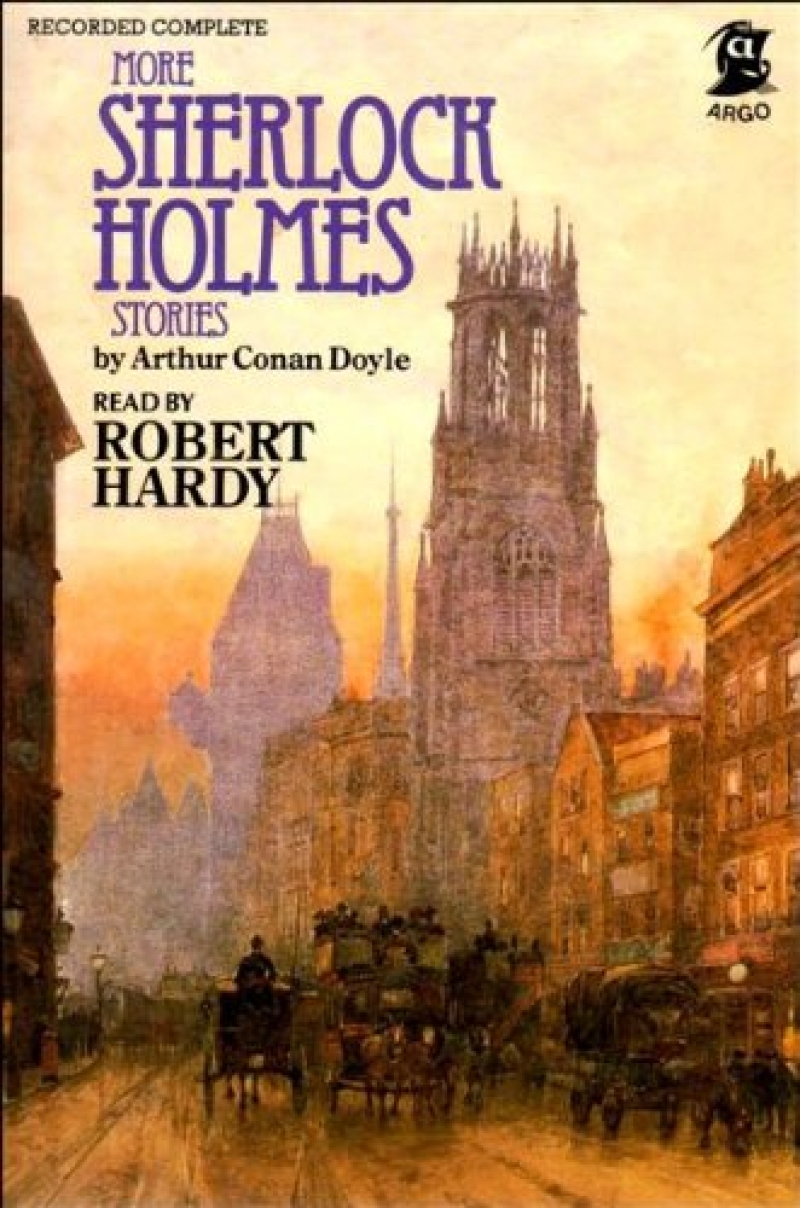 RECORDED COMPLETE
MORE
SHERLOCK
HOLMES
STORIES
by Arthur Conan Doyle
READ BY
ROBERT
HARDY
a
ARGO